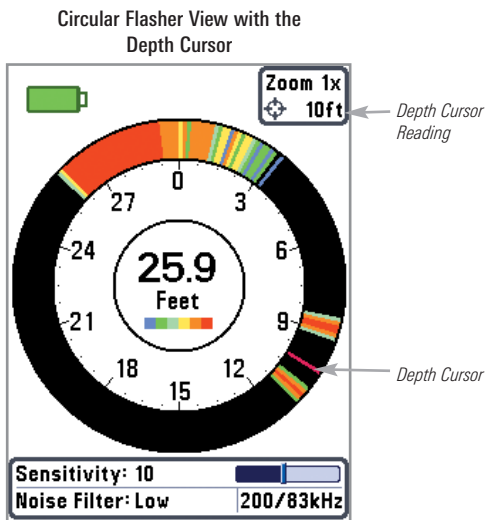 Circular Flasher View with the
Depth Cursor
Zoom 1x
10ft
Depth Cursor
Reading
0
3
6
9
12
15
18
21
24
27
25.9
Feet
Depth Cursor
Sensitivity: 10
Noise Filter: Low
200/83kHz